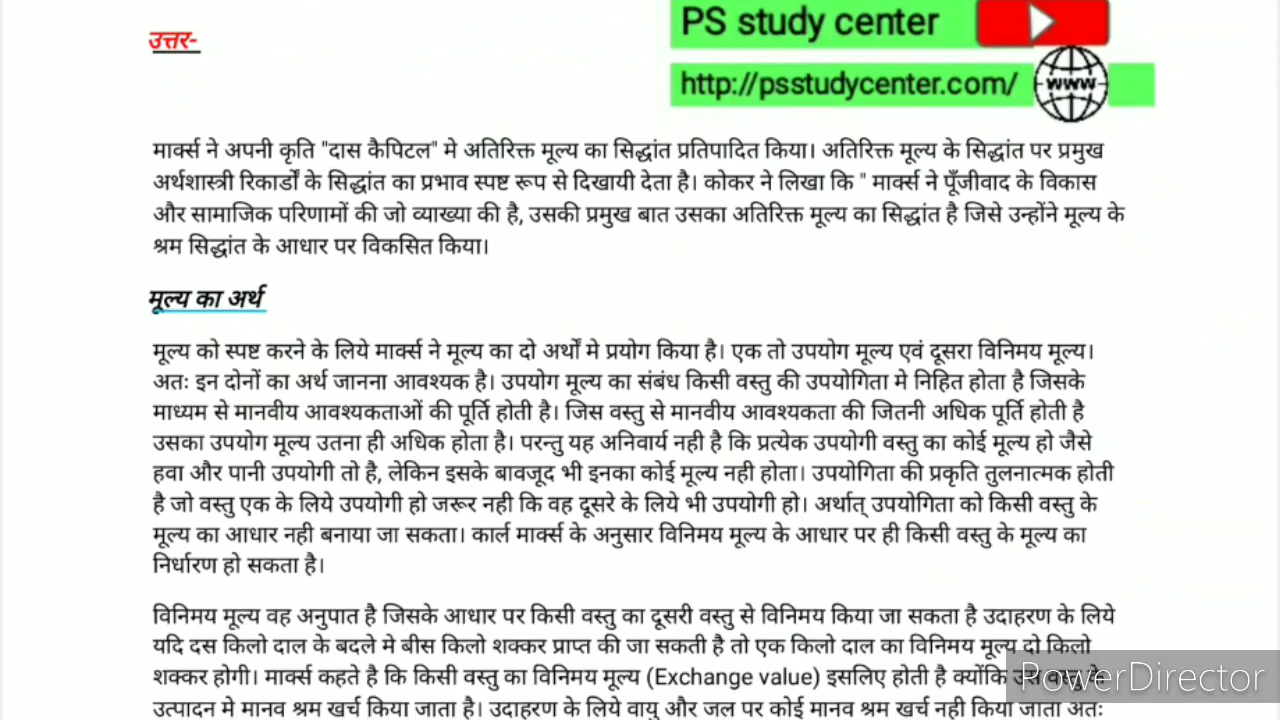 PS study center
उत्तर-
http://psstudycenter.com/
www
मार्क्स ने अपनी कृति "दास कैपिटल" मे अतिरिक्त मूल्य का सिद्धांत प्रतिपादित किया। अतिरिक्त मूल्य के सिद्धांत पर प्रमुख
अर्थशास्त्री रिकार्डों के सिद्धांत का प्रभाव स्पष्ट रूप से दिखायी देता है। कोकर ने लिखा कि " मार्क्स ने पूँजीवाद के विकास
और सामाजिक परिणामों की जो व्याख्या की है, उसकी प्रमुख बात उसका अतिरिक्त मूल्य का सिद्धांत है जिसे उन्होंने मूल्य के
श्रम सिद्धांत के आधार पर विकसित किया।
मूल्य का अर्थ
मूल्य को स्पष्ट करने के लिये मार्क्स ने मूल्य का दो अर्थों मे प्रयोग किया है। एक तो उपयोग मूल्य एवं दूसरा विनिमय मूल्य।
अतः इन दोनों का अर्थ जानना आवश्यक है। उपयोग मूल्य का संबंध किसी वस्तु की उपयोगिता मे निहित होता है जिसके
माध्यम से मानवीय आवश्यकताओं की पूर्ति होती है। जिस वस्तु से मानवीय आवश्यकता की जितनी अधिक पूर्ति होती है
उसका उपयोग मूल्य उतना ही अधिक होता है। परन्तु यह अनिवार्य नही है कि प्रत्येक उपयोगी वस्तु का कोई मूल्य हो जैसे
हवा और पानी उपयोगी तो है, लेकिन इसके बावजूद भी इनका कोई मूल्य नही होता। उपयोगिता की प्रकृति तुलनात्मक होती
है जो वस्तु एक के लिये उपयोगी हो जरूर नही कि वह दूसरे के लिये भी उपयोगी हो। अर्थात् उपयोगिता को किसी वस्तु के
मूल्य का आधार नही बनाया जा सकता। कार्ल मार्क्स के अनुसार विनिमय मूल्य के आधार पर ही किसी वस्तु के मूल्य का
निर्धारण हो सकता है।
विनिमय मूल्य वह अनुपात है जिसके आधार पर किसी वस्तु का दूसरी वस्तु से विनिमय किया जा सकता है उदाहरण के लिये
यदि दस किलो दाल के बदले मे बीस किलो शक्कर प्राप्त की जा सकती है तो एक किलो दाल का विनिमय मूल्य दो किलो
शक्कर होगी। मार्क्स कहते है कि किसी वस्तु का विनिमय मूल्य (Exchange value) इसलिए होती है क्योंकि उस वस्तु के
PowerDirector
उत्पादन मे मानव श्रम खर्च किया जाता है। उदाहरण के लिये वायु और जल पर कोई मानव श्रम खर्च नही किया जाता अतः